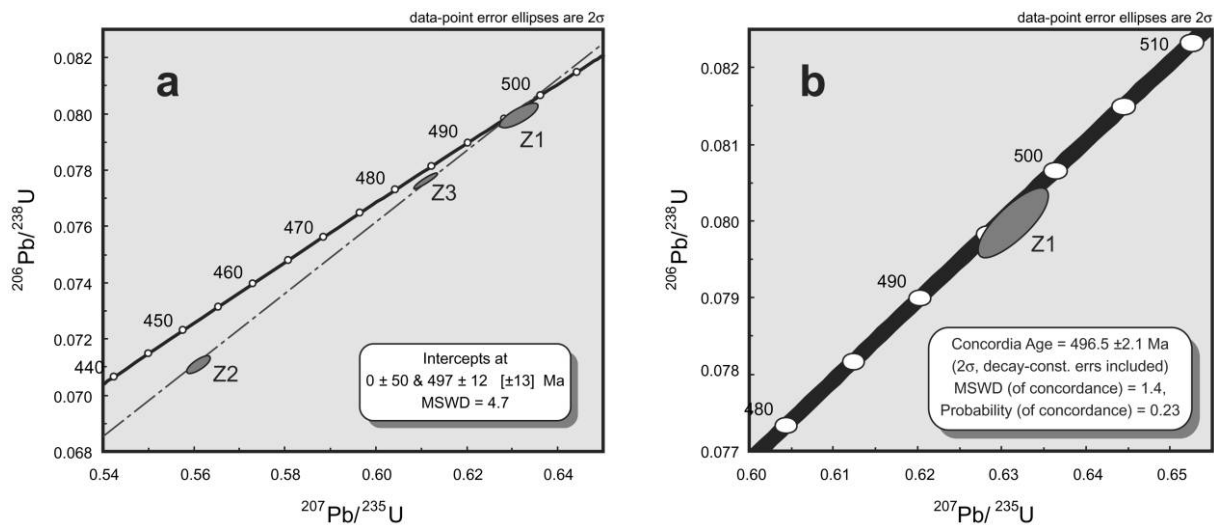 data-point error ellipses are 2σ
a
0.082
0.080
0.078
0.076
0.074
0.072
0.070
0.068
206Pb/238U
500
490
480
470
460
450
440
Z1
Z3
Z2
Intercepts at
0 ± 50 & 497 ± 12 [±13] Ma
MSWD = 4.7
0.54 0.56 0.58 0.60 0.62 0.64
207Pb/235U
data-point error ellipses are 2σ
b
0.082
0.081
0.080
0.079
0.078
0.077
206Pb/238U
510
500
490
480
Z1
Concordia Age = 496.5 ±2.1 Ma
(2σ, decay-const. errs included)
MSWD (of concordance) = 1.4,
Probability (of concordance) = 0.23
0.60 0.61 0.62 0.63 0.64 0.65
207Pb/ 235U